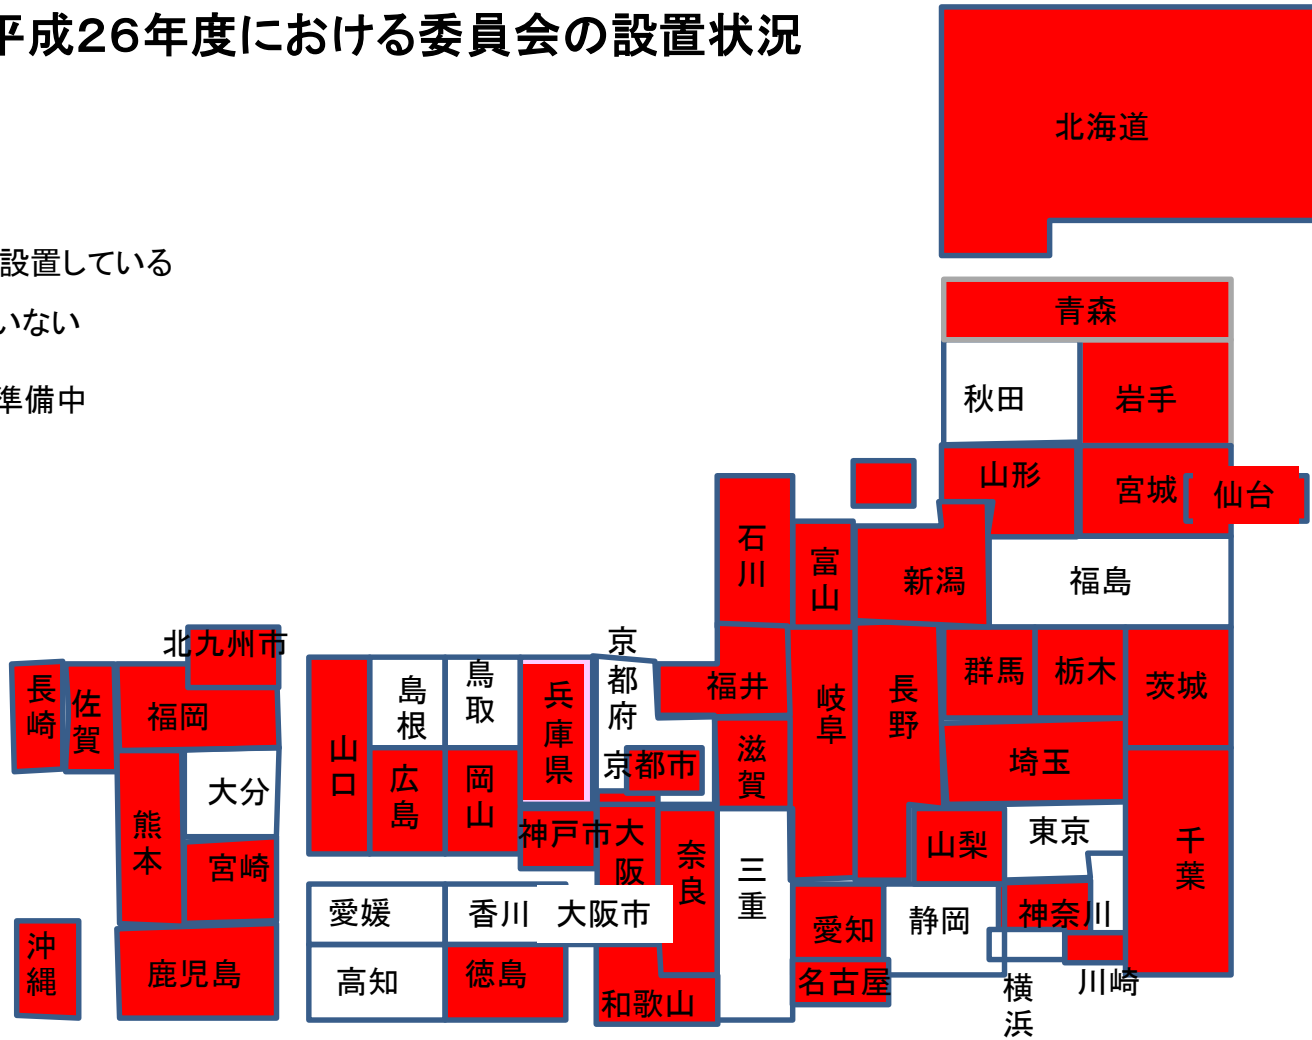 平成26年度における委員会の設置状況
北海道
設置している
いない
準備中
青森
秋田
岩手
山形
宮城
仙台
石川
富山
新潟
福島
北九州市
長崎
佐賀
福岡
大分
熊本
宮崎
鹿児島
沖縄
山口
島根
鳥取
広島
岡山
兵庫県
神戸市
京都府
京都市
福井
滋賀
岐阜
長野
群馬
栃木
茨城
埼玉
山梨
東京
千葉
大阪
奈良
三重
愛媛
香川
大阪市
高知
徳島
和歌山
愛知
名古屋
静岡
神奈川
横浜
川崎